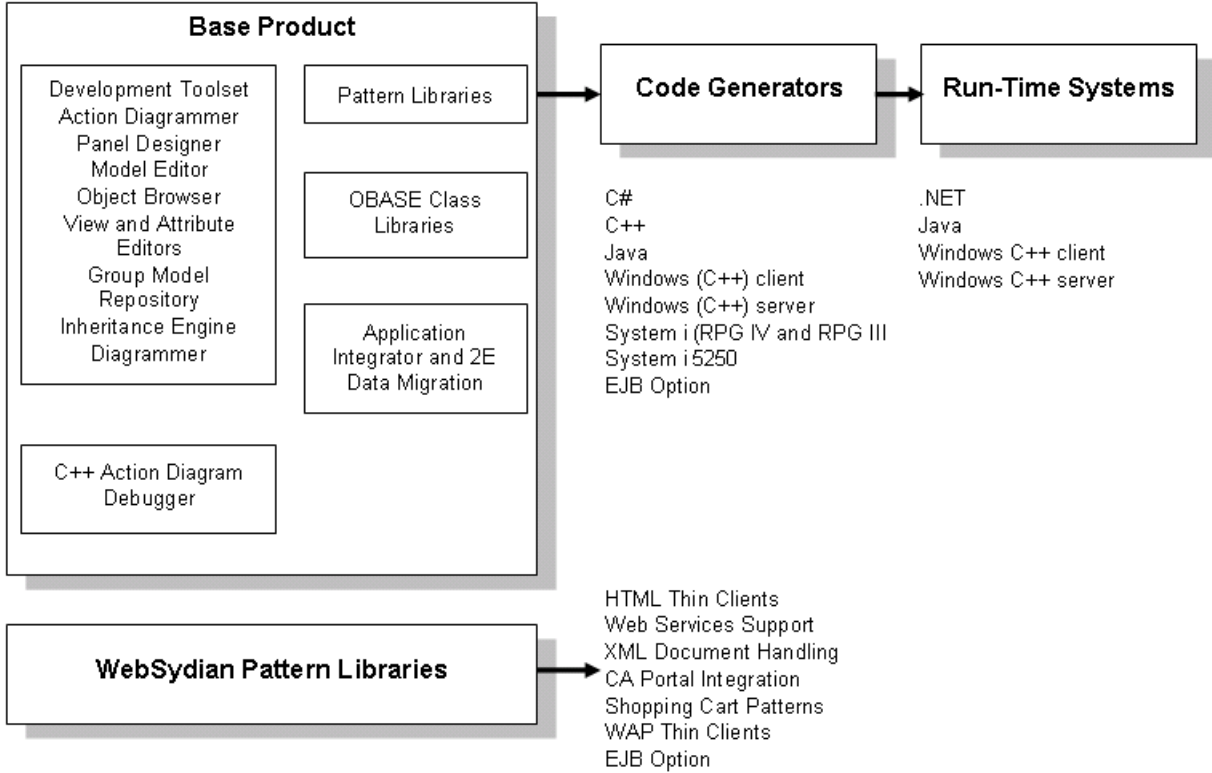 Base Product
Development Toolset
Action Diagrammer
Panel Designer
Model Editor
Object Browser
View and Attribute
Editors
Group Model
Repository
Inheritance Engine
Diagrammer
Pattern Libraries
OBASE Class
Libraries
Application
Integrator and 2E
Data Migration
C++ Action Diagram
Debugger
Code Generators
C#
C++
Java
Windows (C++) client
Windows (C++) server
System i (RPG IV and RPG III
System i 5250
EJB Option
Run-Time Systems
.NET
Java
Windows C++ client
Windows C++ server
WebSydian Pattern Libraries
HTML Thin Clients
Web Services Support
XML Document Handling
CA Portal Integration
Shopping Cart Patterns
WAP Thin Clients
EJB Option